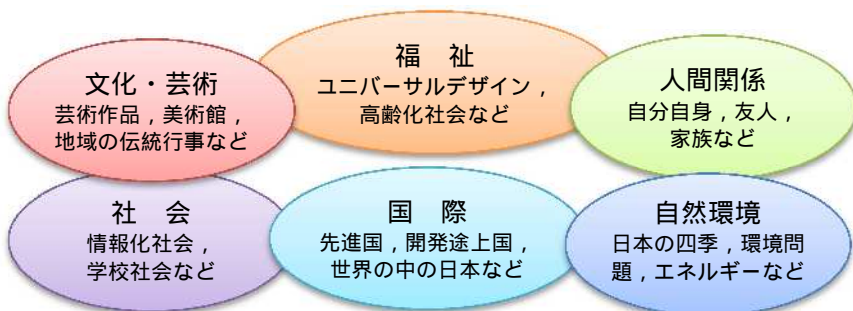 文化・芸術
芸術作品，美術館，
地域の伝統行事など
福　祉
ユニバーサルデザイン，
高齢化社会など
人間関係
自分自身，友人，
家族など
社　会
情報化社会，
学校社会など
国　際
先進国，開発途上国，
世界の中の日本など
自然環境
日本の四季，環境問
題，エネルギーなど